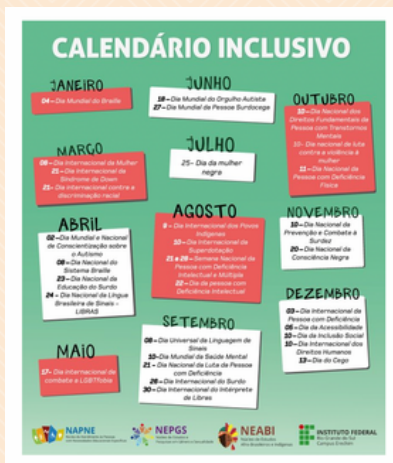 CALENDÁRIO INCLUSIVO
JANEIRO
04 – Dia Mundial do Braille
MARÇO
08 – Dia Internacional da Mulher
21 – Dia Internacional da
Síndrome de Down
21 – Dia Internacional contra a
discriminação racial
ABRIL
02 – Dia Mundial e Nacional
de Conscientização sobre
o Autismo
08 – Dia Nacional do
Sistema Braille
23 – Dia Nacional da
Educação do Surdo
24 – Dia Nacional da Língua
Brasileira de Sinais –
LIBRAS
MAIO
17- Dia internacional de
combate a LGBTfobia
JUNHO
18 – Dia Mundial do Orgulho Autista
27 – Dia Mundial da Pessoa Surdocega
JULHO
25- Dia da mulher
negra
AGOSTO
9 – Dia Internacional dos Povos
Indígenas
10 – Dia Internacional da
Superdotação
21 a 28 – Semana Nacional da
Pessoa com Deficiência
Intelectual e Múltipla
22 – Dia da pessoa com
Deficiência Intelectual
SETEMBRO
08 – Dia Universal da Linguagem de
Sinais
10 – Dia Mundial da Saúde Mental
21 – Dia Nacional da Luta da Pessoa
com Deficiência
26 – Dia Internacional do Surdo
30 – Dia Internacional do Intérprete
de Libras
OUTUBRO
10 – Dia Nacional dos
Direitos Fundamentais da
Pessoa com Transtornos
Mentais
10- Dia nacional de luta
contra a violência à
mulher
11 – Dia Nacional da
Pessoa com Deficiência
Física
NOVEMBRO
10 – Dia Nacional da
Prevenção e Combate à
Surdez
20 – Dia Nacional da
Consciência Negra
DEZEMBRO
03 – Dia Internacional da
Pessoa com Deficiência
05 – Dia da Acessibilidade
10 – Dia da Inclusão Social
10 – Dia Internacional dos
Direitos Humanos
13 – Dia do Cego
NAPNE
NEPGS
NEABI
INSTITUTO FEDERAL
Rio Grande do Sul